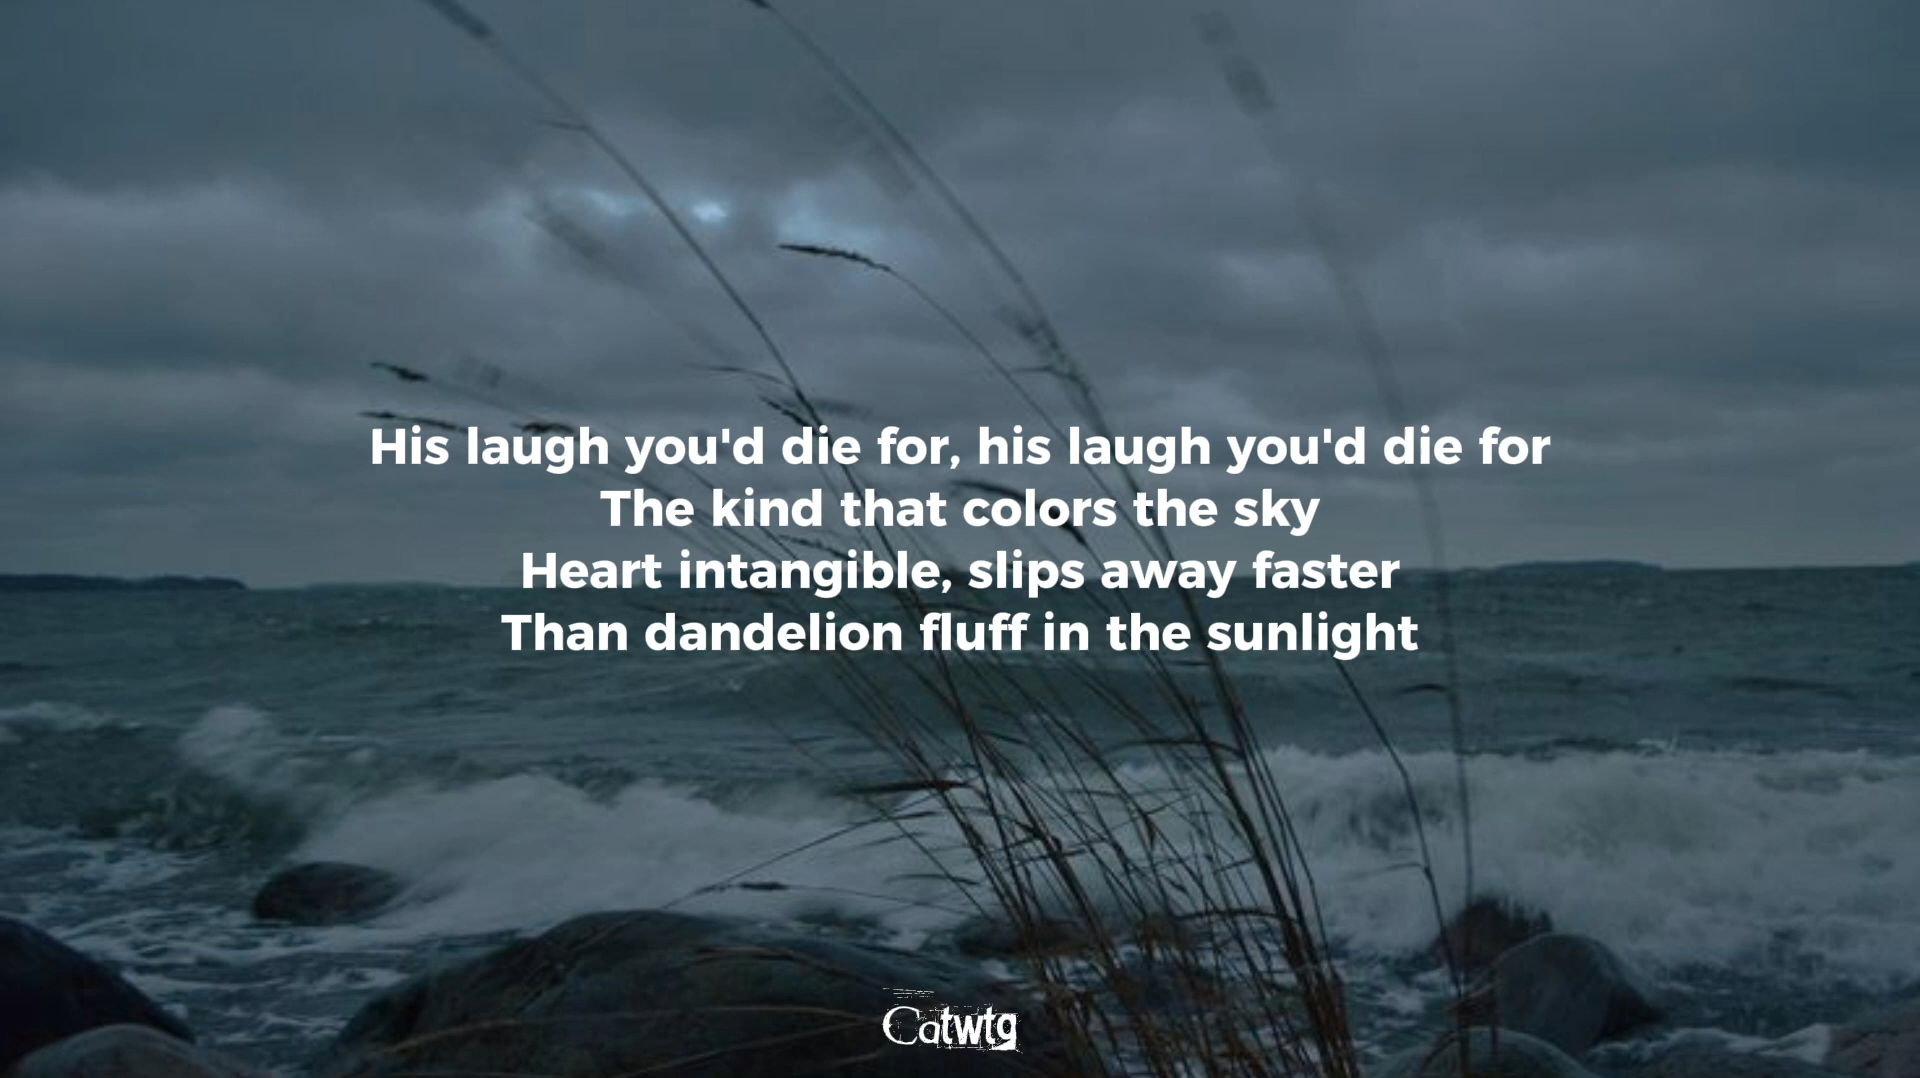 His laugh you'd die for, his laugh you'd die for
The kind that colors the sky
Heart intangible, slips away faster
Than dandelion fluff in the sunlight
Catwtg